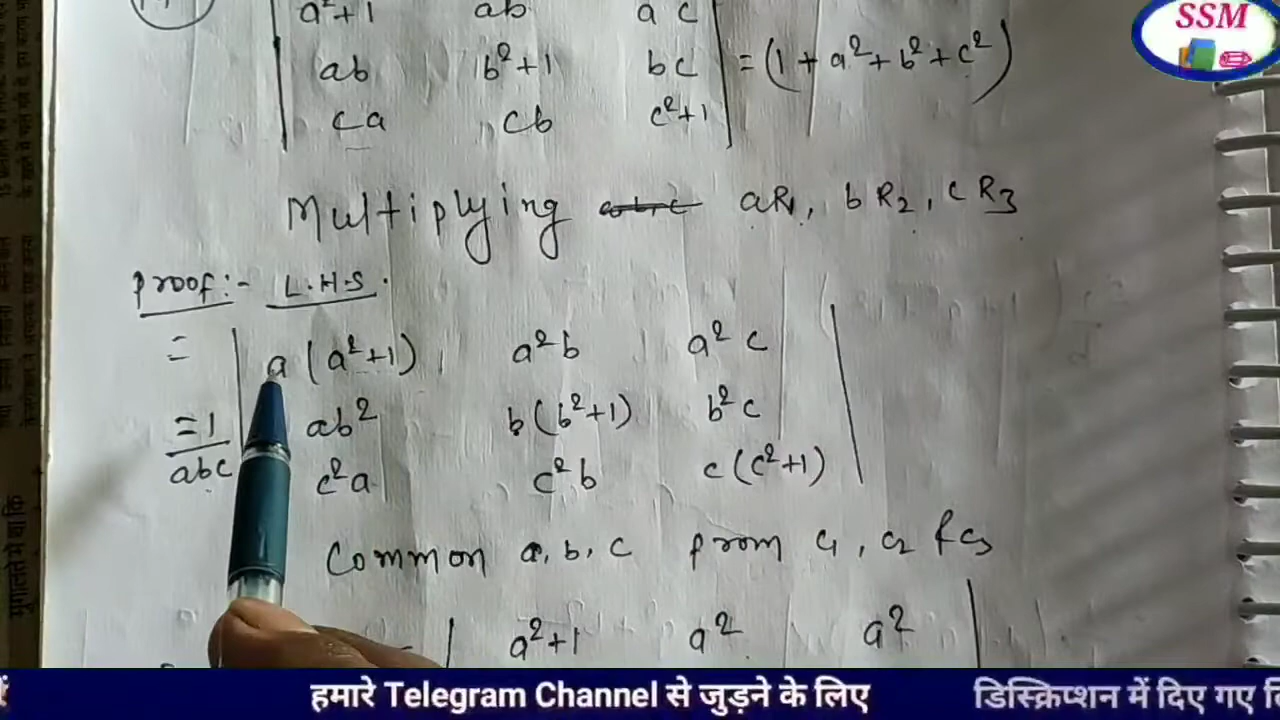 SSM
a²+1 ab ac
ab b²+1 bc = (1 + a² + b² + c²)
ca cb c²+1
Multiplying aR1, bR2, cR3
Proof:- L.H.S.
= a(a²+1) a²b a²c
=1/abc ab² b(b²+1) b²c
c²a c²b c(c²+1)
Common a, b, c from C1, C2 & C3
= a²+1 a² a²
हमारे Telegram Channel से जुड़ने के लिए डिस्क्रिप्शन में दिए गए